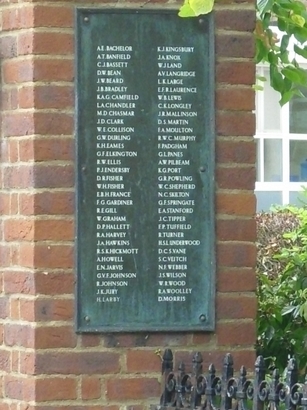 A.E. BACHELOR
A.T. BANFIELD
C.J. BASSETT
D.W. BEAN
J.W. BEARD
J.B. BRADLEY
K.A.G. CAMFIELD
L.A. CHANDLER
M.D. CHASMAR
J.D. CLARK
W.E. COLLISON
G.W. DURLING
K.H. EAMES
G.F. ELKINGTON
R.W. ELLIS
P.J. ENDERSBY
D.R. FISHER
W.H. FISHER
E.B.H. FRANCE
F.G. GARDINER
R.E. GILL
W. GRAHAM
D.P. HALLETT
R.A. HARVEY
J.A. HAWKINS
R.S.K. HICKMOTT
A. HOWELL
E.N. JARVIS
G.V.F. JOHNSON
R. JOHNSON
J.K. JURY
H. LARBY
K.J. KINGSBURY
J.A. KNOX
W.J. LAND
A.V. LANGRIDGE
L.K. LARGE
E.F.R. LAURENCE
W.B. LEWIS
C.K. LONGLEY
J.B. MALLINSON
D.S. MARTIN
F.A. MOULTON
R.W.C. MURPHY
F. PADGHAM
G.L. PANES
A.W. PILBEAM
K.G. PORT
G.R. POWLING
W.C. SHEPHERD
N.C. SKELTON
G.F. SPRINGATE
E.A. STANFORD
J.C. TIPPER
F.P. TUFFIELD
B. TURNER
H.S.L. UNDERWOOD
D.C.S. VANE
S.C. VEITCH
N.F. WEBBER
J.S. WILSON
W.R. WOOD
R.A. WOOLLEY
D. MORRIS